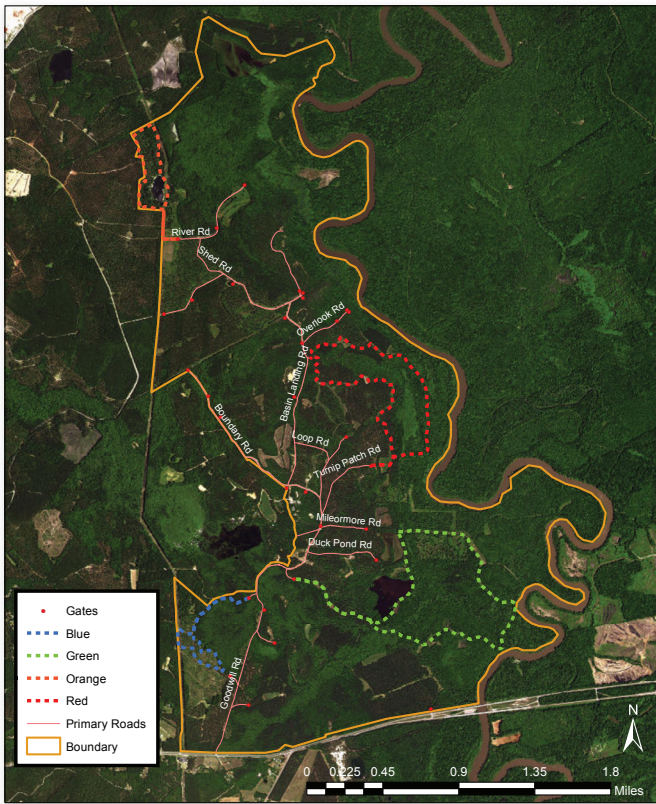 River Rd
Shed Rd
Overlook Rd
Basin Landing Rd
Boundary Rd
Loop Rd
Turnip Patch Rd
Mileormore Rd
Duck Pond Rd
Goodwill Rd
Gates
Blue
Green
Orange
Red
Primary Roads
Boundary
N
0 0.225 0.45 0.9 1.35 1.8
Miles